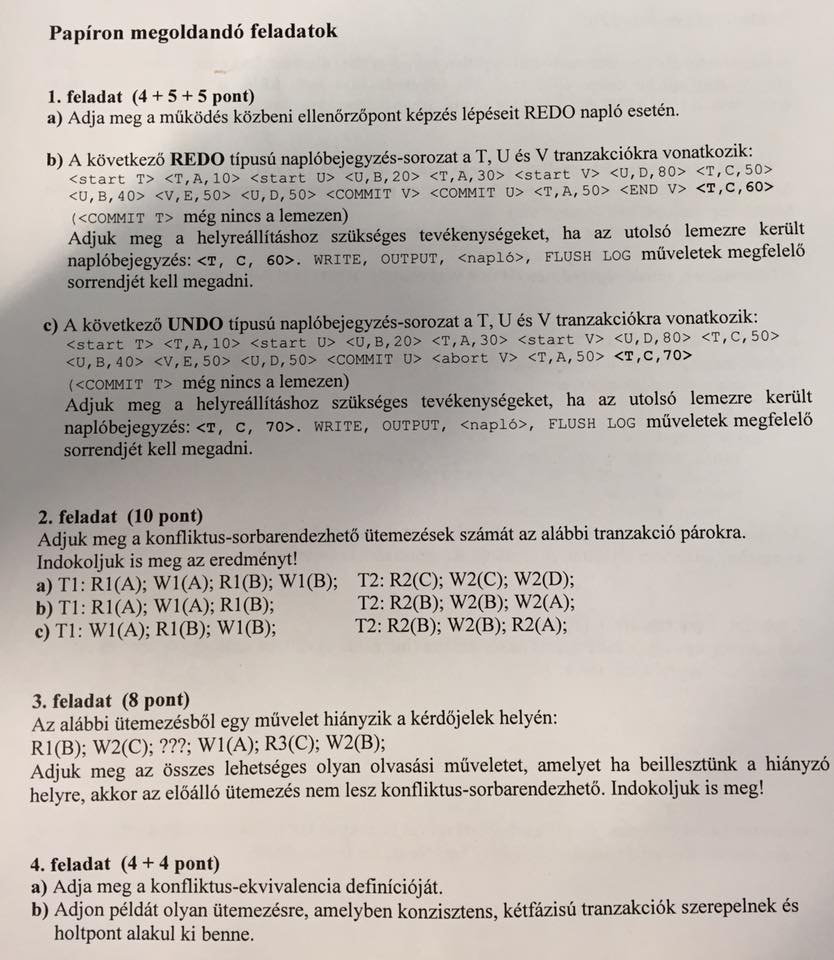 Papíron megoldandó feladatok
1. feladat (4 + 5 + 5 pont)
a) Adja meg a működés közbeni ellenőrzőpont képzés lépéseit REDO napló esetén.
b) A következő REDO típusú naplóbejegyzés-sorozat a T, U és V tranzakciókra vonatkozik:
<start T> <T,A,10> <start U> <U,B,20> <T,A,30> <start V> <U,D,80> <T,C,50>
<U,B,40> <V,E,50> <U,D,50> <COMMIT V> <COMMIT U> <T,A,50> <END V> <T,C,60>
(<COMMIT T> még nincs a lemezen)
Adjuk meg a helyreállításhoz szükséges tevékenységeket, ha az utolsó lemezre került
naplóbejegyzés: <T, C, 60>. WRITE, OUTPUT, <napló>, FLUSH LOG műveletek megfelelő
sorrendjét kell megadni.
c) A következő UNDO típusú naplóbejegyzés-sorozat a T, U és V tranzakciókra vonatkozik:
<start T> <T,A,10> <start U> <U,B,20> <T,A,30> <start V> <U,D,80> <T,C,50>
<U,B,40> <V,E,50> <U,D,50> <COMMIT U> <abort V> <T,A,50> <T,C,70>
(<COMMIT T> még nincs a lemezen)
Adjuk meg a helyreállításhoz szükséges tevékenységeket, ha az utolsó lemezre került
naplóbejegyzés: <T, C, 70>. WRITE, OUTPUT, <napló>, FLUSH LOG műveletek megfelelő
sorrendjét kell megadni.
2. feladat (10 pont)
Adjuk meg a konfliktus-sorbarendezhető ütemezések számát az alábbi tranzakció párokra.
Indokoljuk is meg az eredményt!
a) T1: R1(A); W1(A); R1(B); W1(B); T2: R2(C); W2(C); W2(D);
b) T1: R1(A); W1(A); R1(B); T2: R2(B); W2(B); W2(A);
c) T1: W1(A); R1(B); W1(B); T2: R2(B); W2(B); R2(A);
3. feladat (8 pont)
Az alábbi ütemezésből egy művelet hiányzik a kérdőjelek helyén:
R1(B); W2(C); ???; W1(A); R3(C); W2(B);
Adjuk meg az összes lehetséges olyan olvasási műveletet, amelyet ha beillesztünk a hiányzó
helyre, akkor az előálló ütemezés nem lesz konfliktus-sorbarendezhető. Indokoljuk is meg!
4. feladat (4 + 4 pont)
a) Adja meg a konfliktus-ekvivalencia definícióját.
b) Adjon példát olyan ütemezésre, amelyben konzisztens, kétfázisú tranzakciók szerepelnek és
holtpont alakul ki benne.